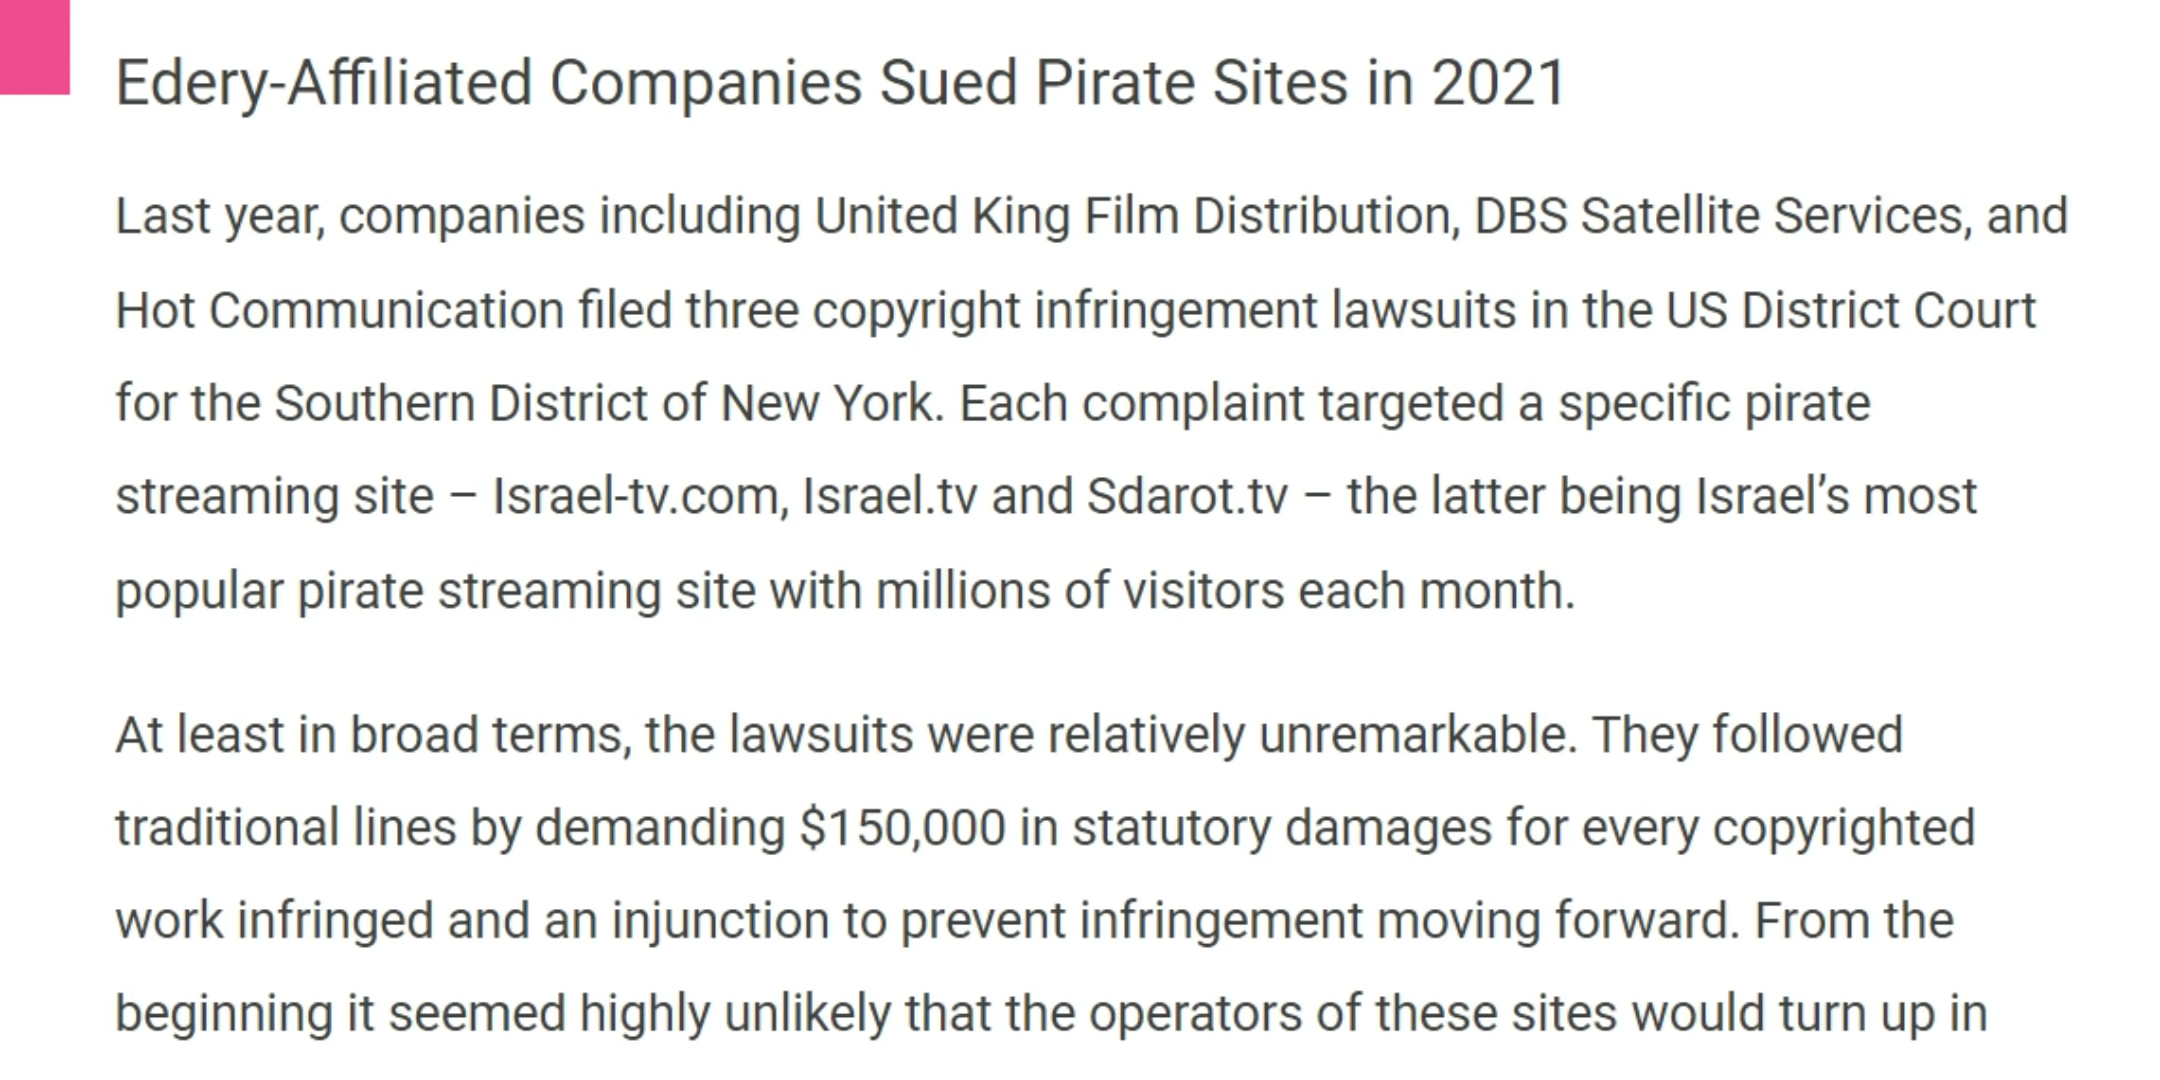 Edery-Affiliated Companies Sued Pirate Sites in 2021
Last year, companies including United King Film Distribution, DBS Satellite Services, and
Hot Communication filed three copyright infringement lawsuits in the US District Court
for the Southern District of New York. Each complaint targeted a specific pirate
streaming site – Israel-tv.com, Israel.tv and Sdarot.tv – the latter being Israel’s most
popular pirate streaming site with millions of visitors each month.
At least in broad terms, the lawsuits were relatively unremarkable. They followed
traditional lines by demanding $150,000 in statutory damages for every copyrighted
work infringed and an injunction to prevent infringement moving forward. From the
beginning it seemed highly unlikely that the operators of these sites would turn up in